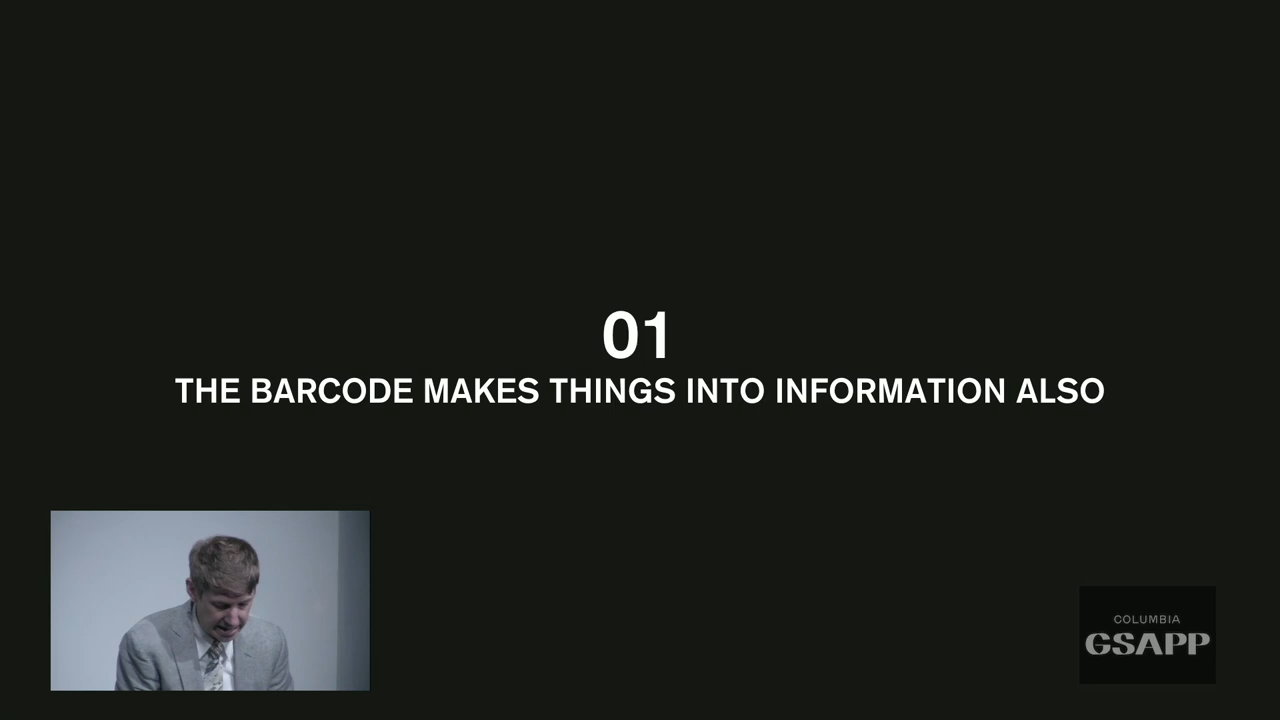 01
THE BARCODE MAKES THINGS INTO INFORMATION ALSO
COLUMBIA
GSAPP